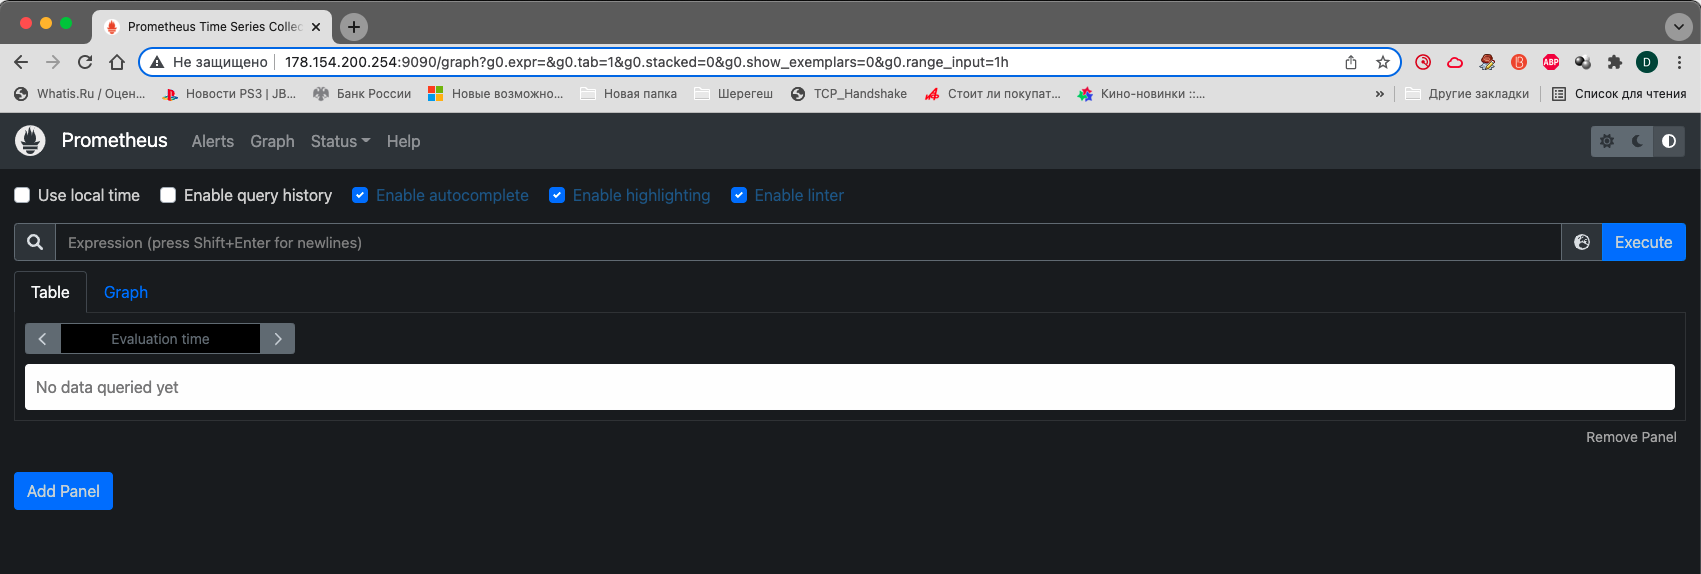 Prometheus Time Series Collec
Не защищено 178.154.200.254:9090/graph?g0.expr=&g0.tab=1&g0.stacked=0&g0.show_exemplars=0&g0.range_input=1h ABP D
Whatis.Ru / Оцен... Новости PS3 | JB... Банк России Новые возможно... Новая папка Шерегеш TCP_Handshake Стоит ли покупат... Кино-новинки ::... » Другие закладки Список для чтения
Prometheus Alerts Graph Status Help
Use local time Enable query history Enable autocomplete Enable highlighting Enable linter
Expression (press Shift+Enter for newlines) Execute
Table Graph
Evaluation time
No data queried yet
Remove Panel
Add Panel